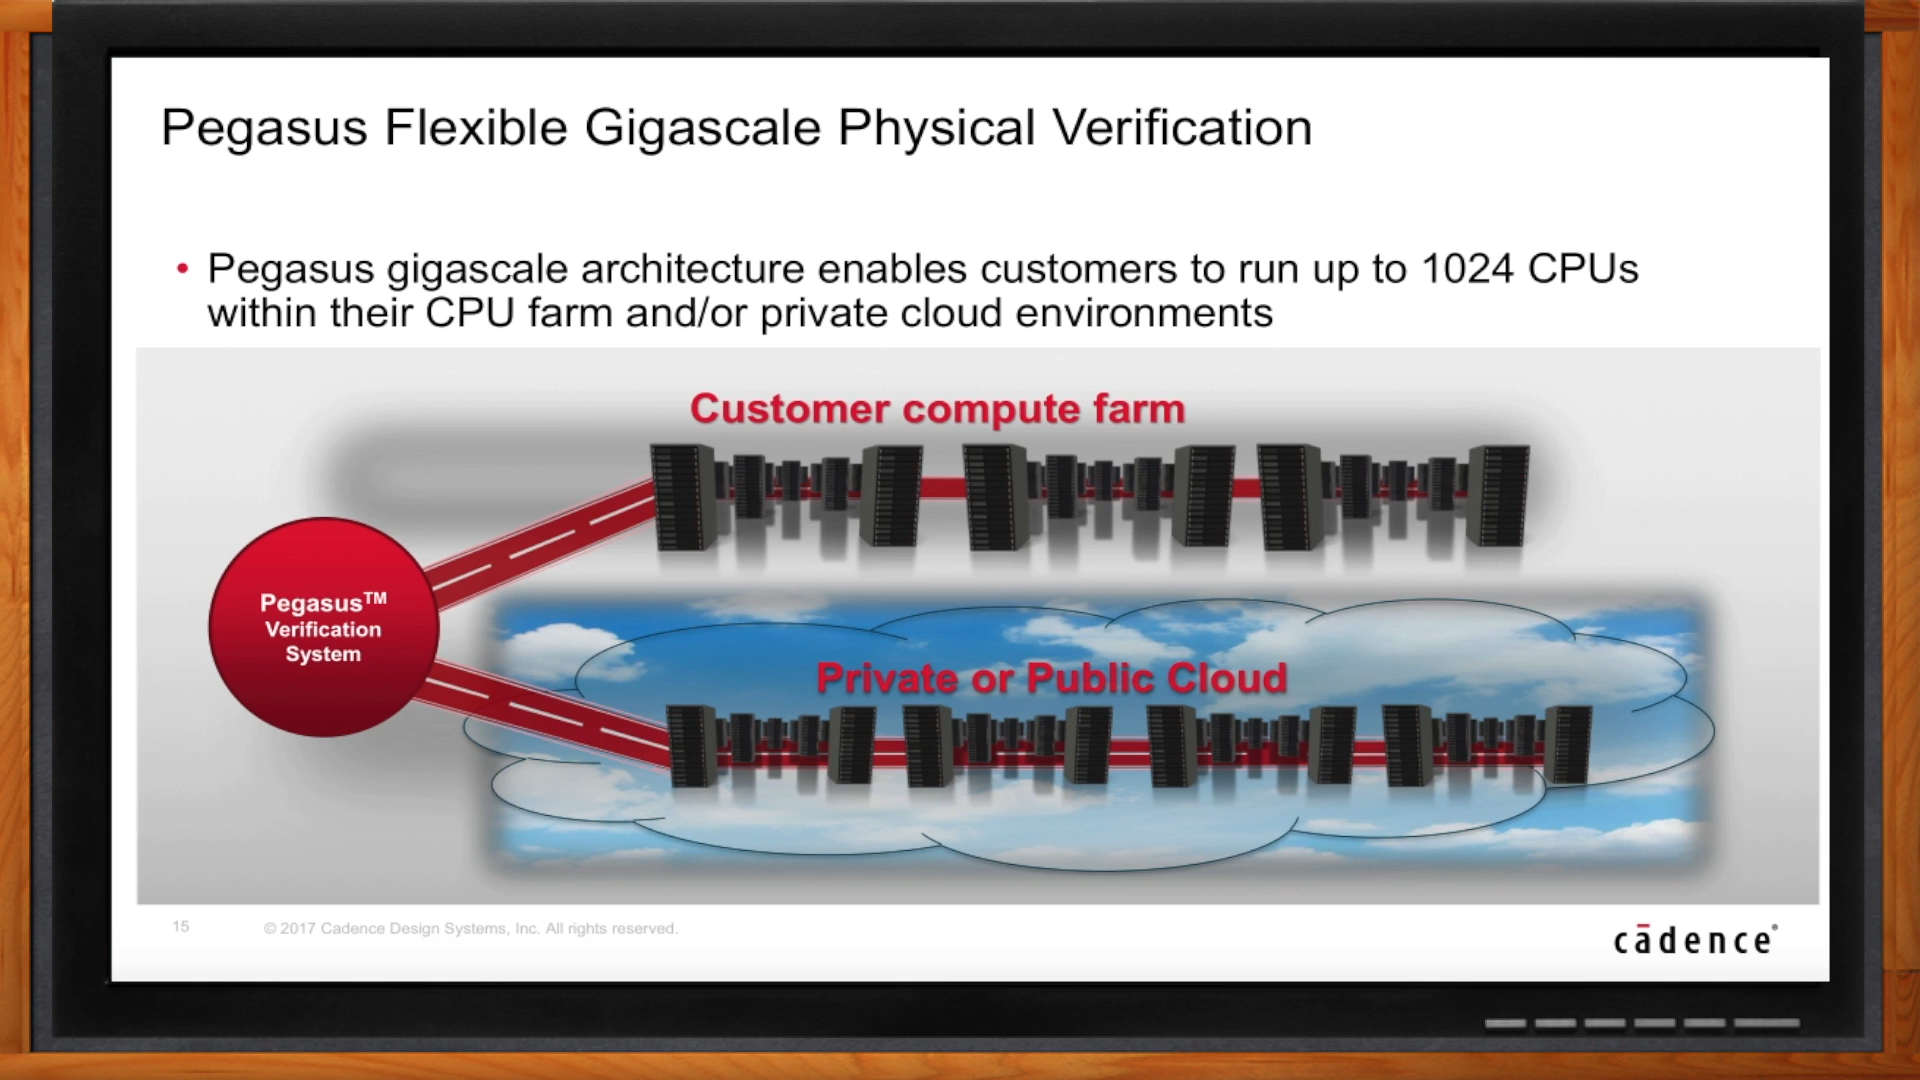 Pegasus Flexible Gigascale Physical Verification
• Pegasus gigascale architecture enables customers to run up to 1024 CPUs
within their CPU farm and/or private cloud environments
Customer compute farm
Pegasus™
Verification
System
Private or Public Cloud
15
© 2017 Cadence Design Systems, Inc. All rights reserved.
cādence®